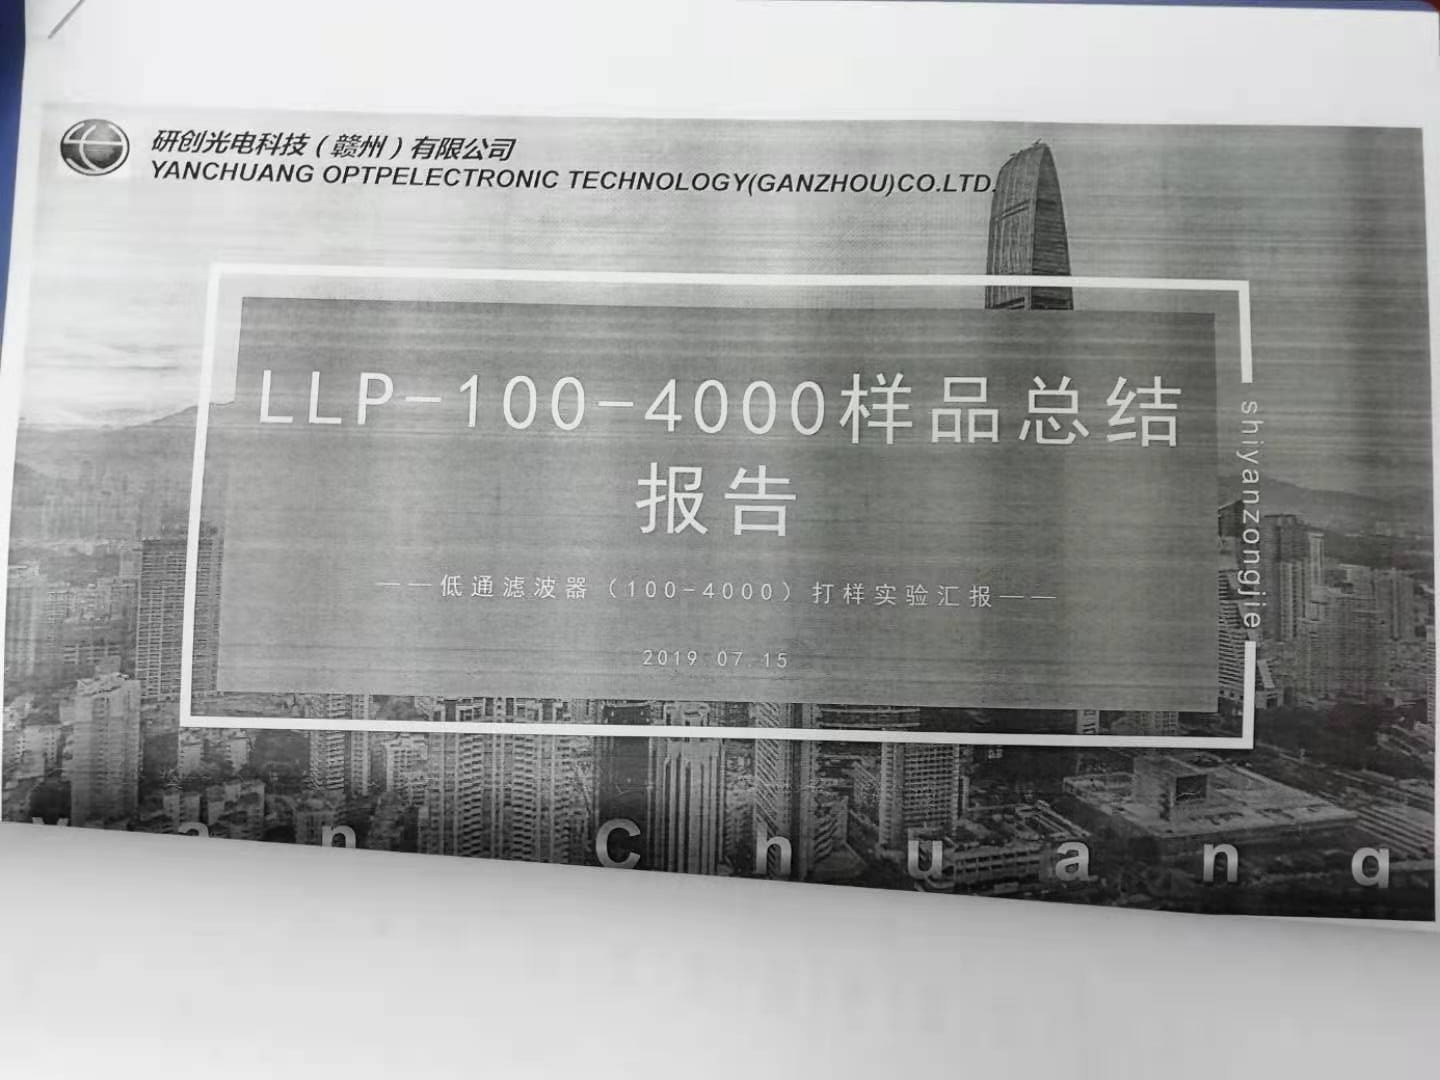 研创光电科技（赣州）有限公司
YANCHUANG OPTPELECTRONIC TECHNOLOGY(GANZHOU)CO.LTD.
LLP-100-4000样品总结
报告
——低通滤波器（100-4000）打样实验汇报——
2019.07.15
shiyanzongjie
yan Chuang